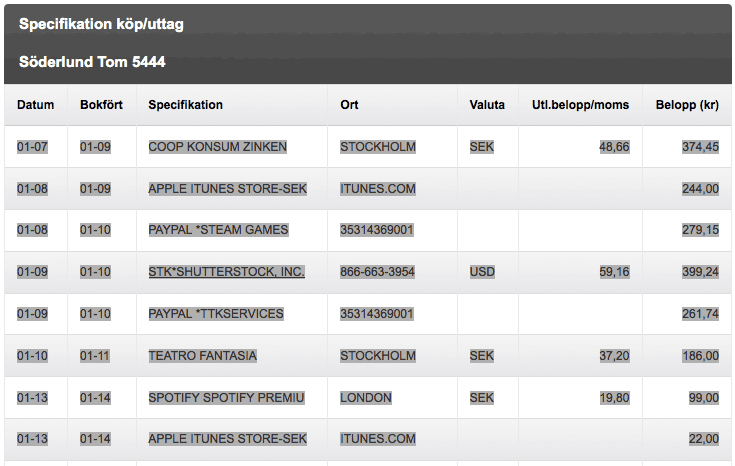 Specifikation köp/uttag
Söderlund Tom 5444
Datum Bokfört Specifikation Ort Valuta Utl.belopp/moms Belopp (kr)
01-07 01-09 COOP KONSUM ZINKEN STOCKHOLM SEK 48,66 374,45
01-08 01-09 APPLE ITUNES STORE-SEK ITUNES.COM 244,00
01-08 01-10 PAYPAL *STEAM GAMES 35314369001 279,15
01-09 01-10 STK*SHUTTERSTOCK, INC. 866-663-3954 USD 59,16 399,24
01-09 01-10 PAYPAL *TTKSERVICES 35314369001 261,74
01-10 01-11 TEATRO FANTASIA STOCKHOLM SEK 37,20 186,00
01-13 01-14 SPOTIFY SPOTIFY PREMIU LONDON SEK 19,80 99,00
01-13 01-14 APPLE ITUNES STORE-SEK ITUNES.COM 22,00